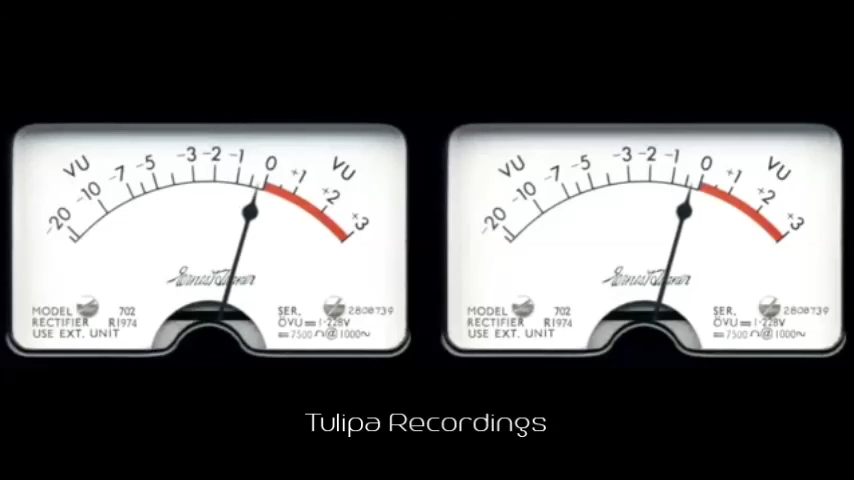 VU VU
-20 -10 -7 -5 -3 -2 -1 0 +1 +2 +3
MODEL 702
RECTIFIER R1974
USE EXT. UNIT
SER. 2808739
ÖVU = 1·228V
= 7500 @ 1000~
VU VU
-20 -10 -7 -5 -3 -2 -1 0 +1 +2 +3
MODEL 702
RECTIFIER R1974
USE EXT. UNIT
SER. 2808739
ÖVU = 1·228V
= 7500 @ 1000~
Tulipa Recordings